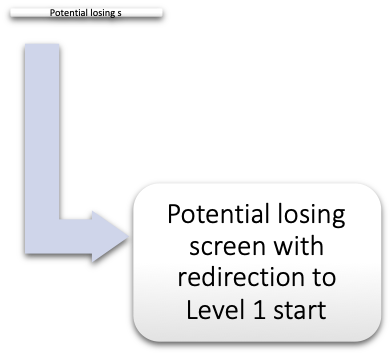 Potential losing s
Potential losing
screen with
redirection to
Level 1 start